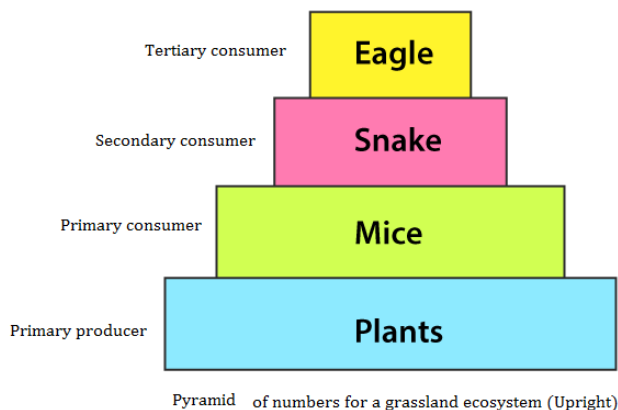 Tertiary consumer Eagle
Secondary consumer Snake
Primary consumer Mice
Primary producer Plants
Pyramid of numbers for a grassland ecosystem (Upright)